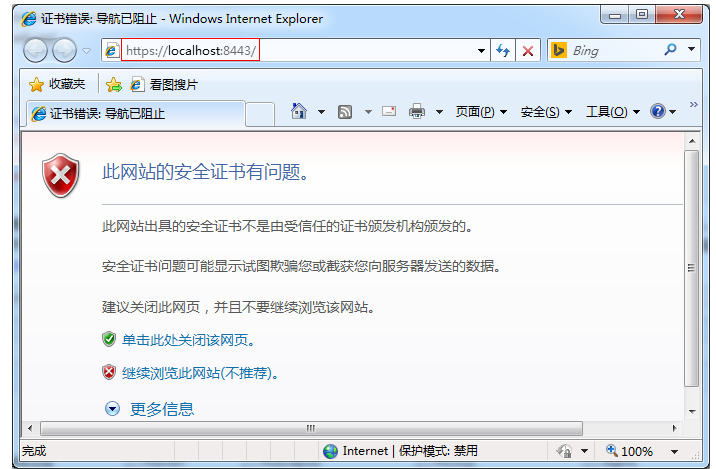 证书错误: 导航已阻止 - Windows Internet Explorer
https://localhost:8443/
Bing
收藏夹 看图搜片
证书错误: 导航已阻止
页面(P) 安全(S) 工具(O)
此网站的安全证书有问题。
此网站出具的安全证书不是由受信任的证书颁发机构颁发的。
安全证书问题可能显示试图欺骗您或截获您向服务器发送的数据。
建议关闭此网页，并且不要继续浏览该网站。
单击此处关闭该网页。
继续浏览此网站(不推荐)。
更多信息
完成 Internet | 保护模式: 禁用 100%